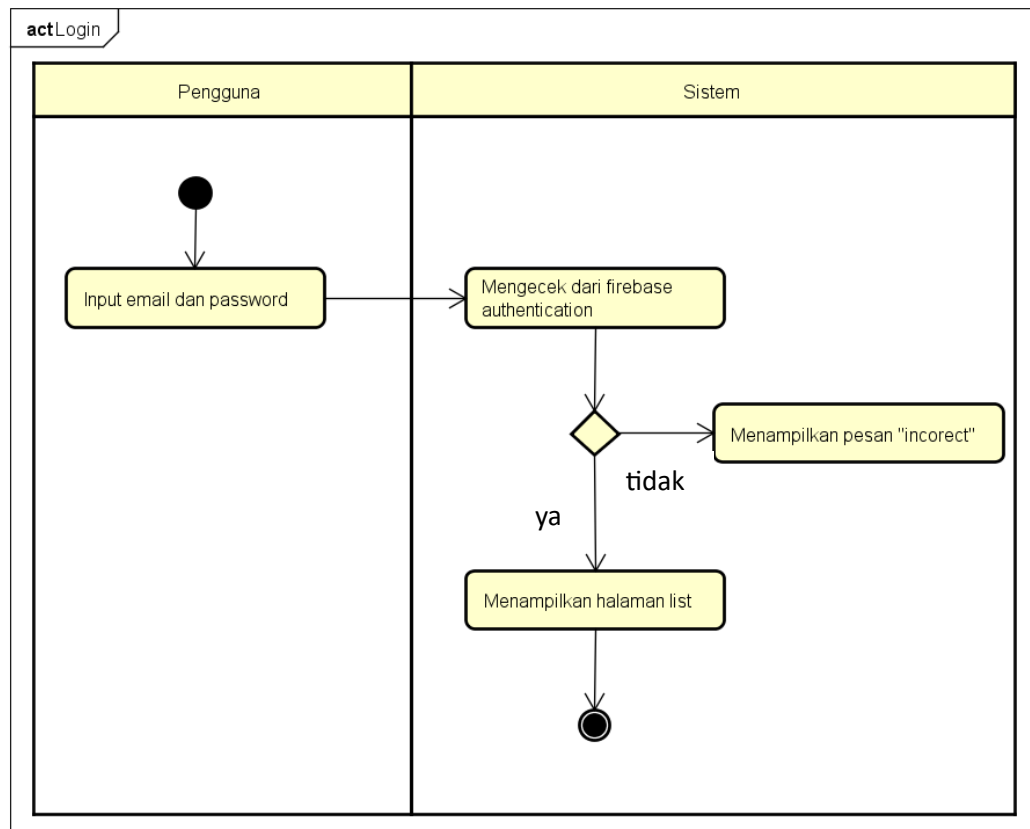 actLogin
Pengguna
Sistem
Input email dan password
Mengecek dari firebase
authentication
Menampilkan pesan "incorect"
tidak
ya
Menampilkan halaman list